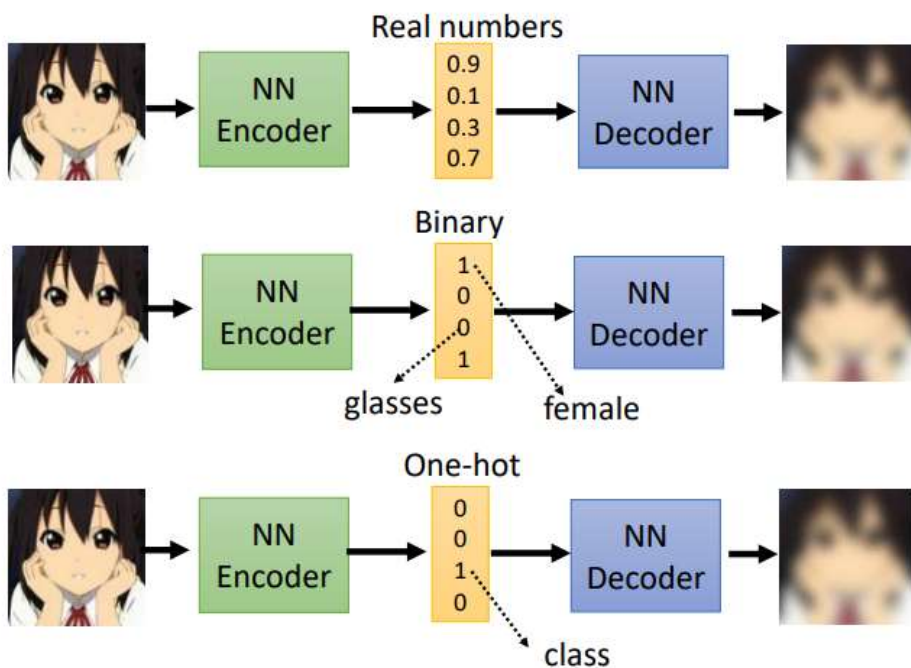 Real numbers
NN
Encoder
0.9
0.1
0.3
0.7
NN
Decoder
Binary
NN
Encoder
1
0
0
1
NN
Decoder
glasses
female
One-hot
NN
Encoder
0
0
1
0
NN
Decoder
class